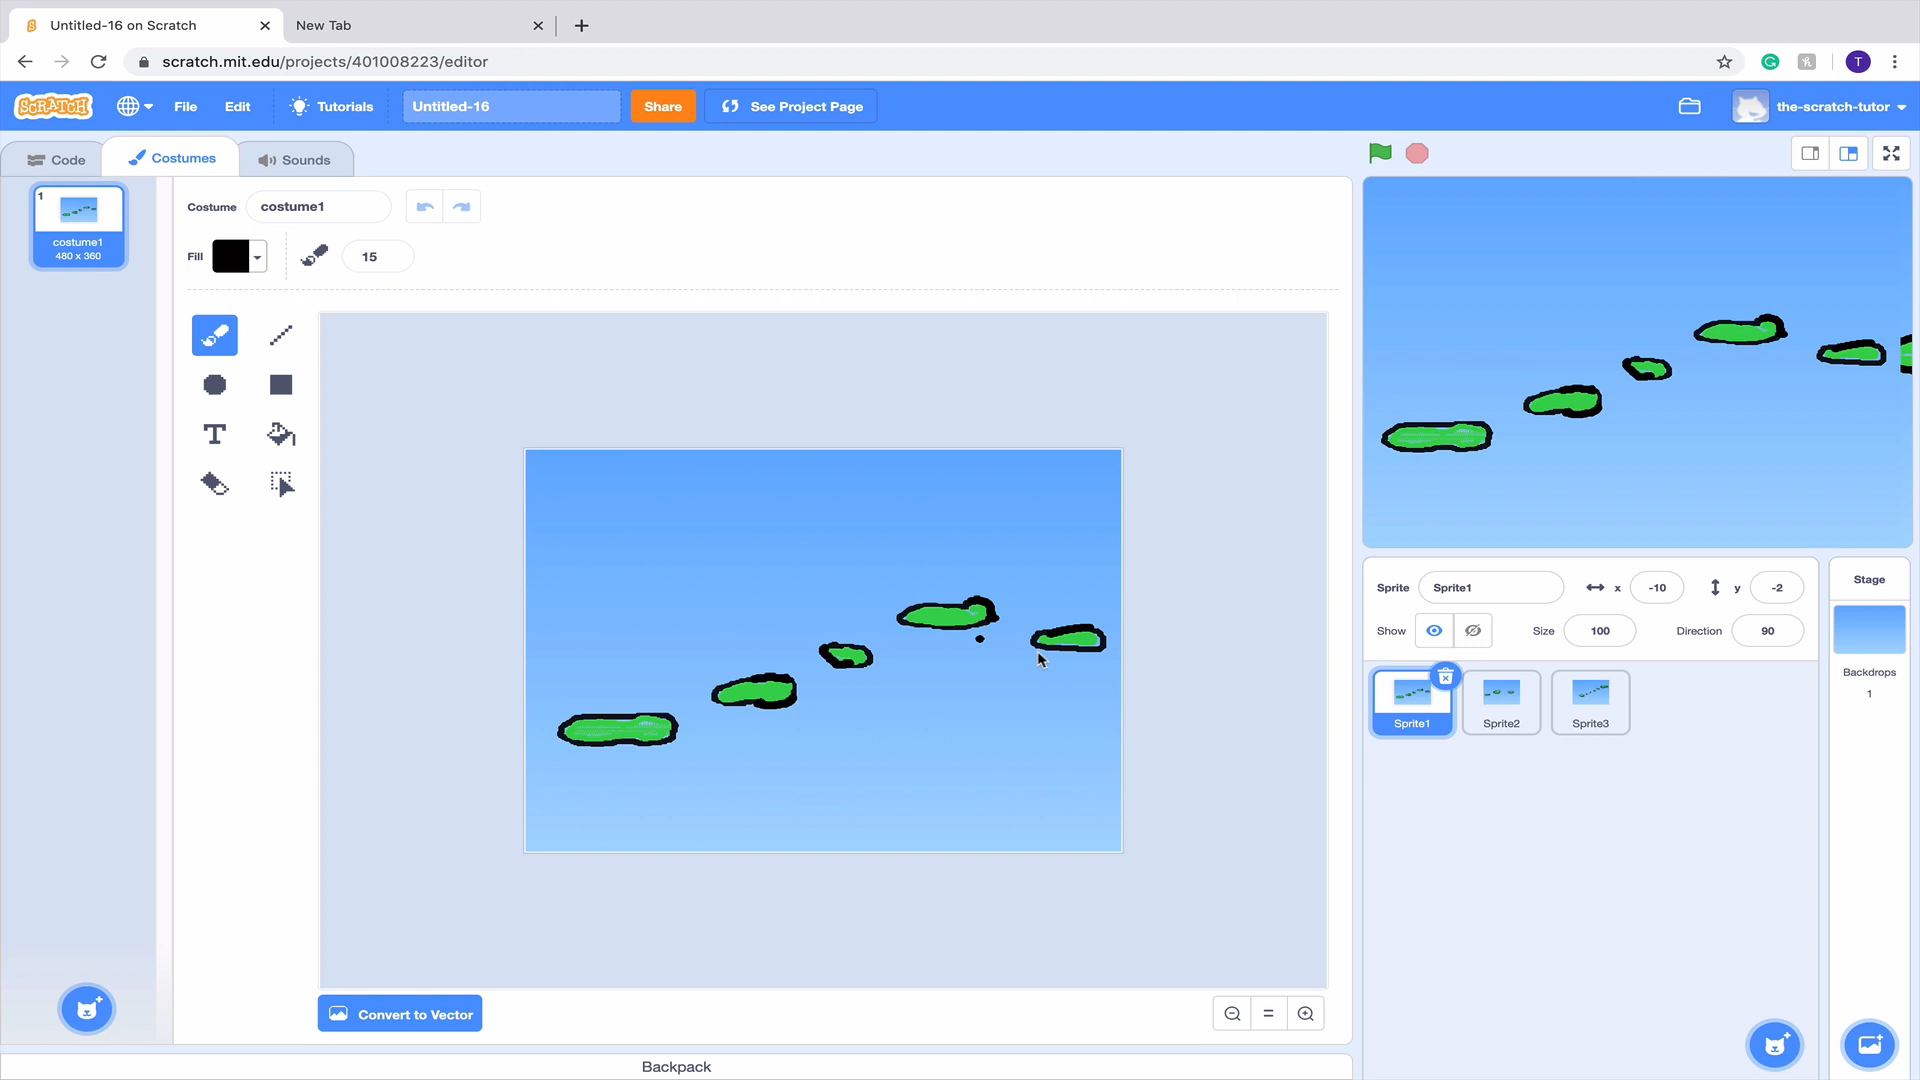 Untitled-16 on Scratch
New Tab
scratch.mit.edu/projects/401008223/editor
T
SCRATCH
File
Edit
Tutorials
Untitled-16
Share
See Project Page
the-scratch-tutor
Code
Costumes
Sounds
1
costume1
480 x 360
Costume
costume1
Fill
15
T
Convert to Vector
Backpack
Sprite
Sprite1
x
-10
y
-2
Show
Size
100
Direction
90
Sprite1
Sprite2
Sprite3
Stage
Backdrops
1